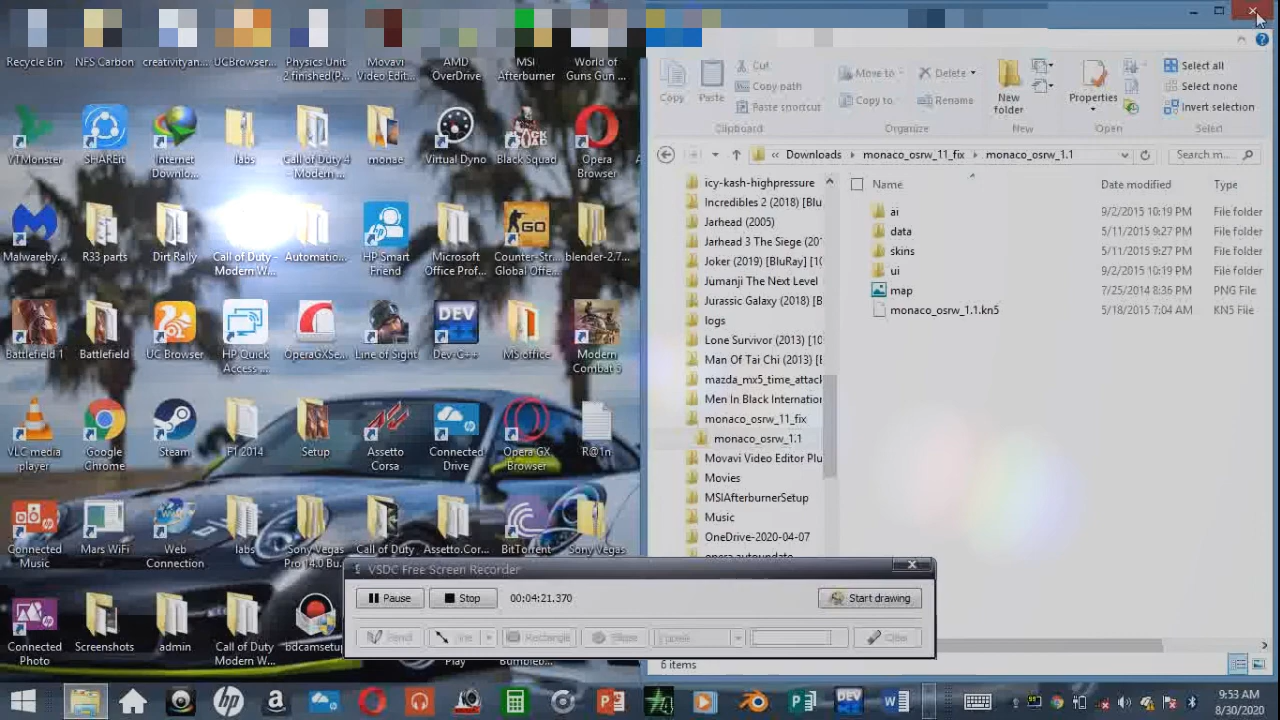 Recycle Bin
NFS Carbon
creativityan...
UCBrowser...
Physics Unit
2 finished(P...
Movavi
Video Edit...
AMD
OverDrive
MSI
Afterburner
World of
Guns Gun ...
YTMonster
SHAREit
Internet
Downlo...
labs
Call of Duty 4
- Modern ...
monae
Virtual Dyno
Black Squad
Opera
Browser
Malwareby...
R33 parts
Dirt Rally
Call of Duty -
Modern W...
Automatio...
HP Smart
Friend
Microsoft
Office Prof...
Counter-Str...
Global Offe...
blender-2.7...
Battlefield 1
Battlefield
UC Browser
HP Quick
Access ...
OperaGXSe...
Line of Sight
Dev-C++
MS office
Modern
Combat 5
VLC media
player
Google
Chrome
Steam
F1 2014
Setup
Assetto
Corsa
Connected
Drive
Opera GX
Browser
R@1n
Connected
Music
Mars WiFi
Web
Connection
labs
Sony Vegas
Pro 14.0 Bu...
Call of Duty
Assetto.Cor...
BitTorrent
Sony Vegas
Connected
Photo
Screenshots
admin
Call of Duty
Modern W...
bdcamsetup
Play
Copy
Paste
Cut
Copy path
Paste shortcut
Clipboard
Move to
Copy to
Delete
Rename
Organize
New
folder
New
Properties
Open
Select all
Select none
Invert selection
Select
« Downloads › monaco_osrw_11_fix › monaco_osrw_1.1
Search m...
icy-kash-highpressure
Incredibles 2 (2018) [Blu
Jarhead (2005)
Jarhead 3 The Siege (201
Joker (2019) [BluRay] [10
Jumanji The Next Level
Jurassic Galaxy (2018) [B
logs
Lone Survivor (2013) [10
Man Of Tai Chi (2013) [B
mazda_mx5_time_attack
Men In Black Internation
monaco_osrw_11_fix
monaco_osrw_1.1
Movavi Video Editor Plu
Movies
MSIAfterburnerSetup
Music
OneDrive-2020-04-07
opera autoupdate
Name Date modified Type
ai 9/2/2015 10:19 PM File folder
data 5/11/2015 9:27 PM File folder
skins 5/11/2015 9:27 PM File folder
ui 9/2/2015 10:19 PM File folder
map 7/25/2014 8:36 PM PNG File
monaco_osrw_1.1.kn5 5/18/2015 7:04 AM KN5 File
6 items
VSDC Free Screen Recorder
Pause
Stop
00:04:21.370
Start drawing
Pencil
Line
Rectangle
Ellipse
Clear
9:53 AM
8/30/2020